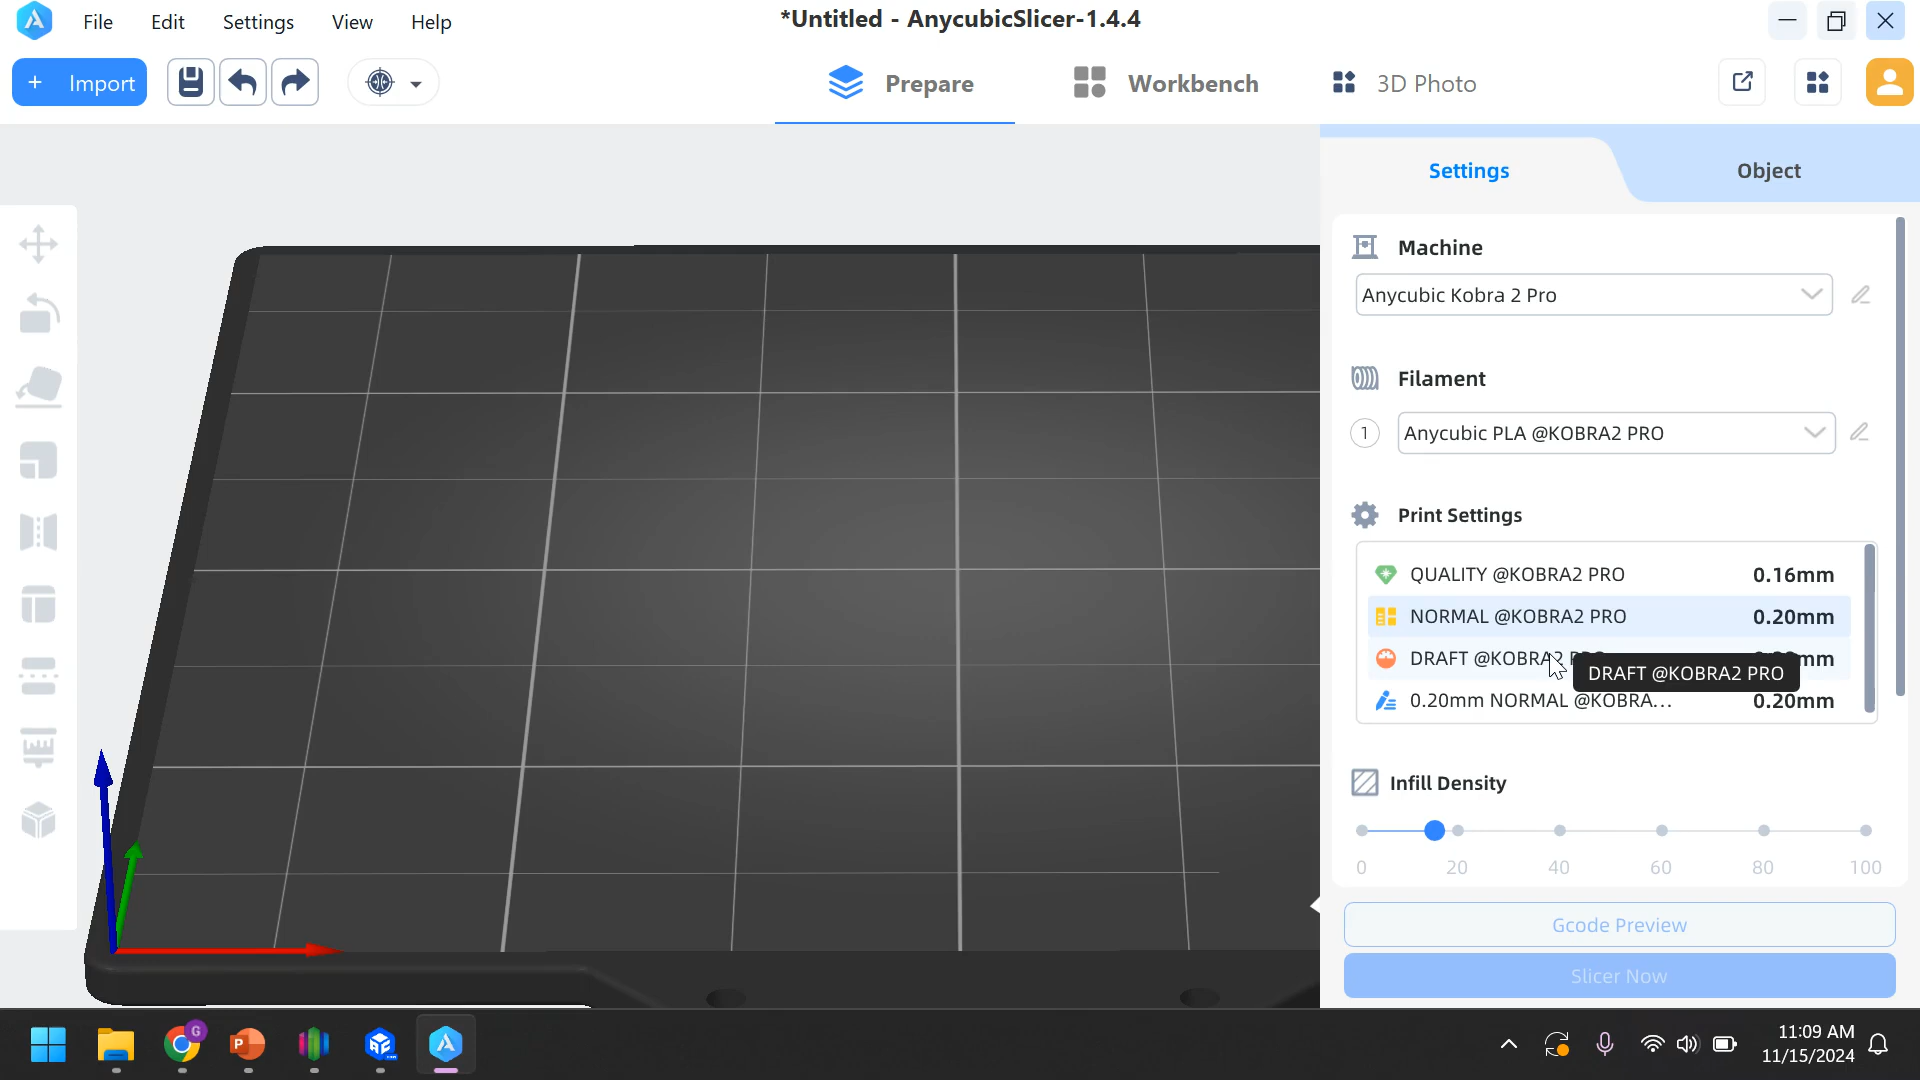 File Edit Settings View Help
*Untitled - AnycubicSlicer-1.4.4
+ Import
Prepare
Workbench
3D Photo
Settings
Object
Machine
Anycubic Kobra 2 Pro
Filament
1 Anycubic PLA @KOBRA2 PRO
Print Settings
QUALITY @KOBRA2 PRO 0.16mm
NORMAL @KOBRA2 PRO 0.20mm
DRAFT @KOBRA2
DRAFT @KOBRA2 PRO
0.20mm NORMAL @KOBRA... 0.20mm
Infill Density
0 20 40 60 80 100
Gcode Preview
Slicer Now
G
P
11:09 AM
11/15/2024